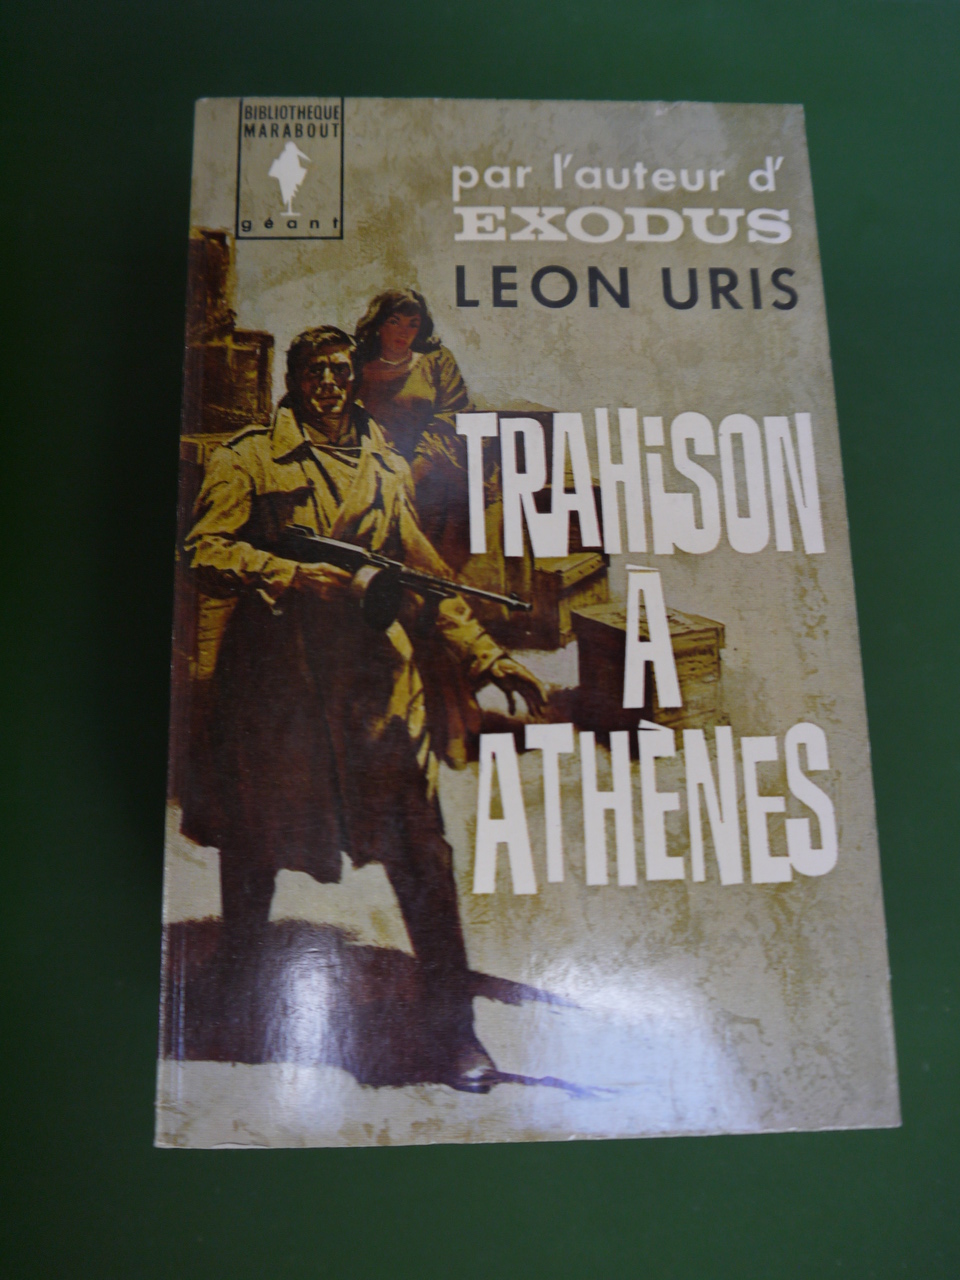 BIBLIOTHEQUE
MARABOUT
géant
par l'auteur d'
EXODUS
LEON URIS
TRAHiSON
À
ATHÈNES